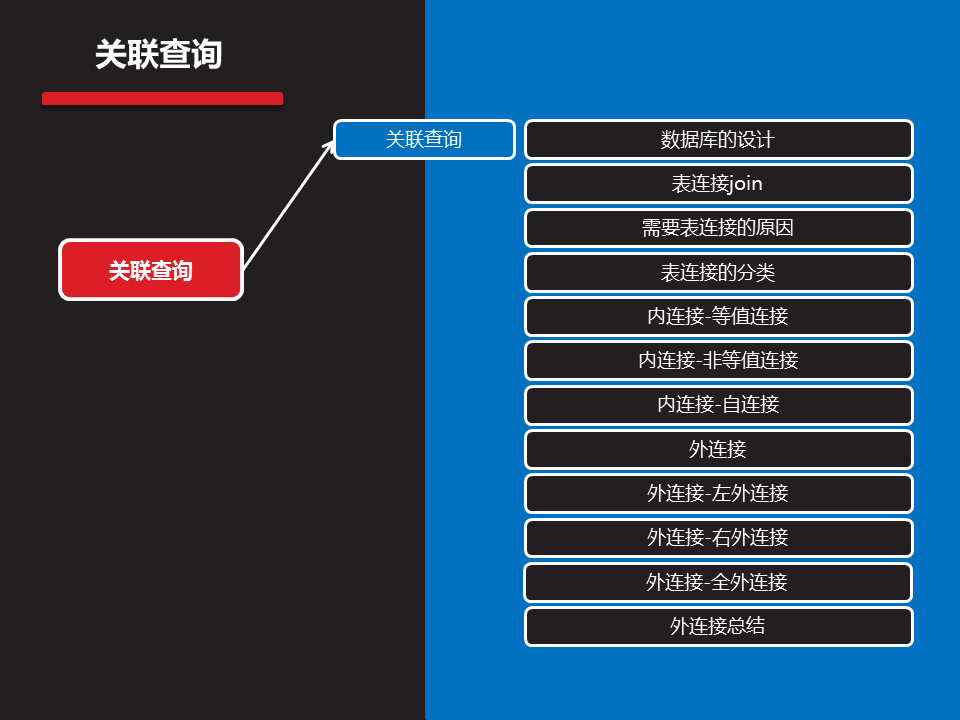 关联查询
关联查询
关联查询
数据库的设计
表连接join
需要表连接的原因
表连接的分类
内连接-等值连接
内连接-非等值连接
内连接-自连接
外连接
外连接-左外连接
外连接-右外连接
外连接-全外连接
外连接总结